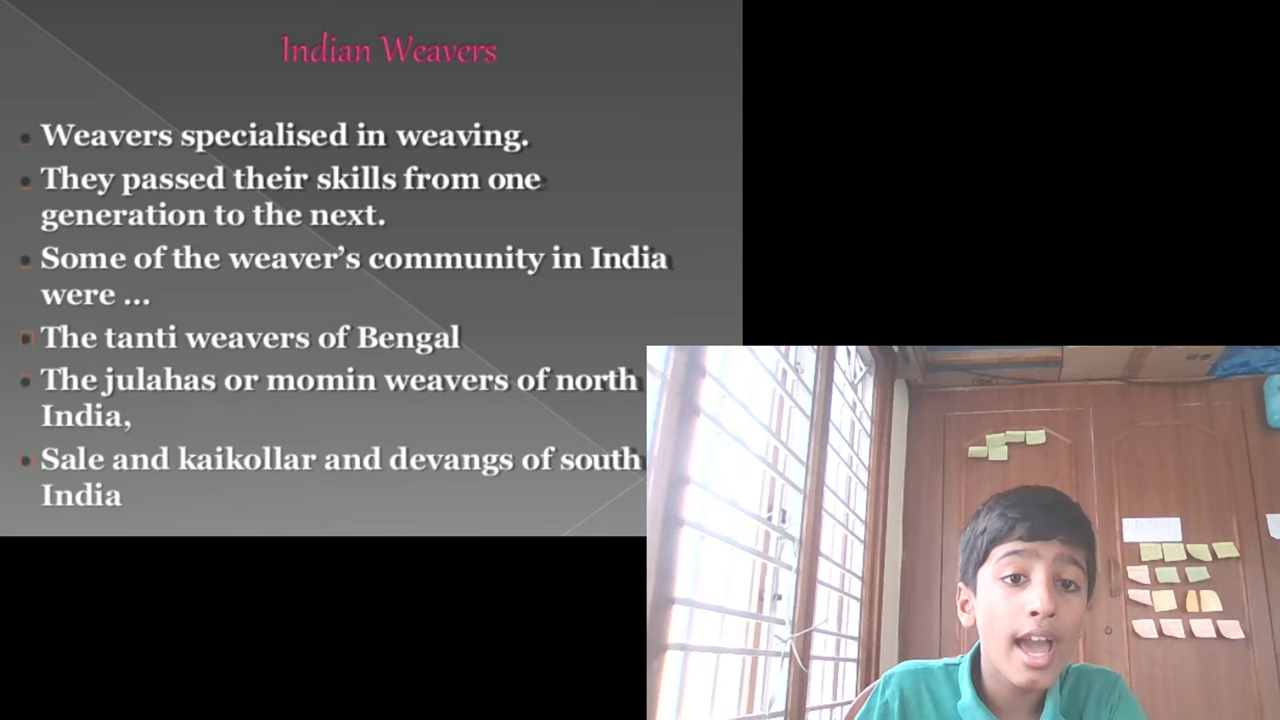 Indian Weavers
Weavers specialised in weaving.
They passed their skills from one
generation to the next.
Some of the weaver’s community in India
were ...
The tanti weavers of Bengal
The julahas or momin weavers of north
India,
Sale and kaikollar and devangs of south
India